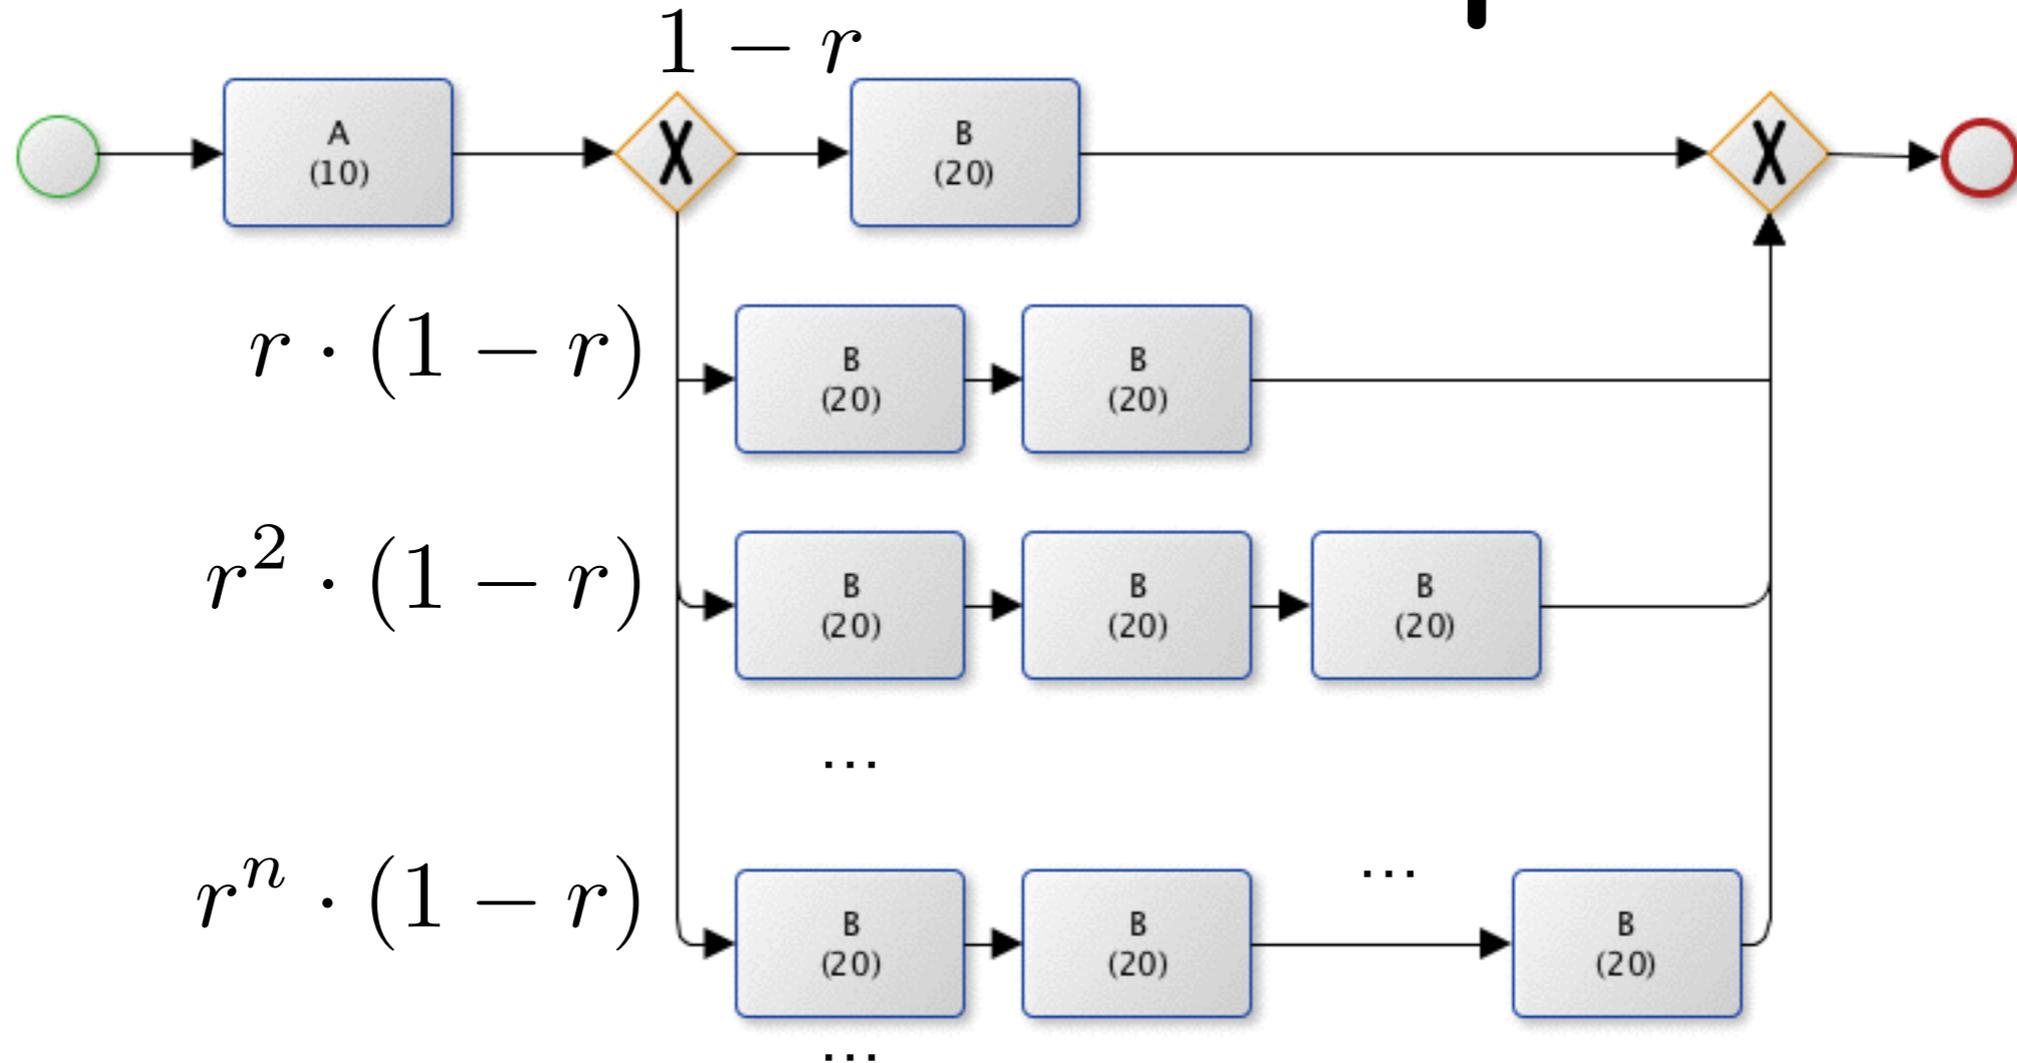 1 − r
A
(10)
X
B
(20)
X
r · (1 − r)
B
(20)
B
(20)
r² · (1 − r)
B
(20)
B
(20)
B
(20)
...
rⁿ · (1 − r)
B
(20)
B
(20)
...
B
(20)
...